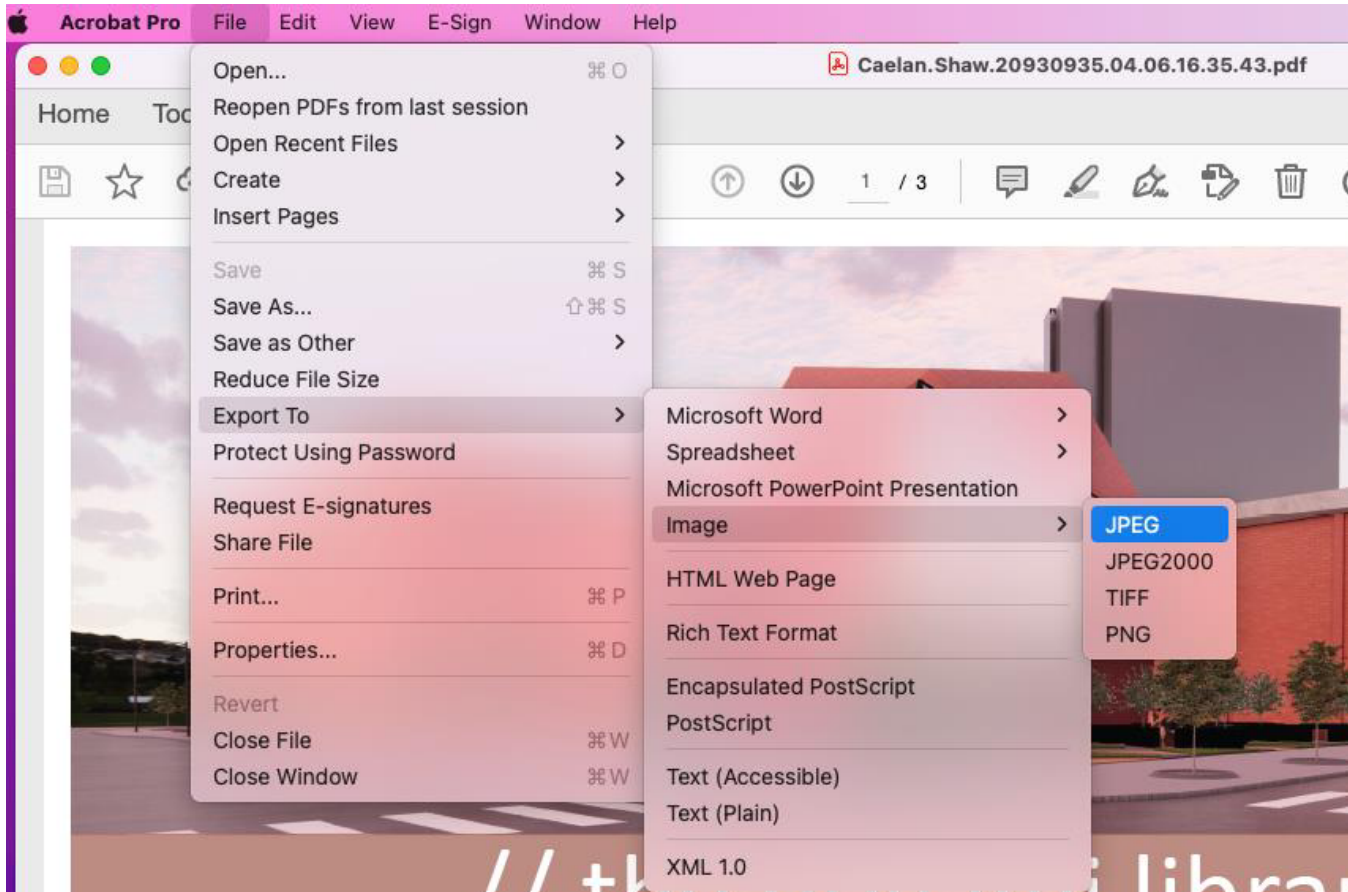 Acrobat Pro File Edit View E-Sign Window Help
Caelan.Shaw.20930935.04.06.16.35.43.pdf
Home
1 / 3
Open... ⌘ O
Reopen PDFs from last session
Open Recent Files >
Create >
Insert Pages >
Save ⌘ S
Save As... ⇧ ⌘ S
Save as Other >
Reduce File Size
Export To >
Protect Using Password
Request E-signatures
Share File
Print... ⌘ P
Properties... ⌘ D
Revert
Close File ⌘ W
Close Window ⌘ W
Microsoft Word >
Spreadsheet >
Microsoft PowerPoint Presentation
Image >
HTML Web Page
Rich Text Format
Encapsulated PostScript
PostScript
Text (Accessible)
Text (Plain)
XML 1.0
JPEG
JPEG2000
TIFF
PNG
//